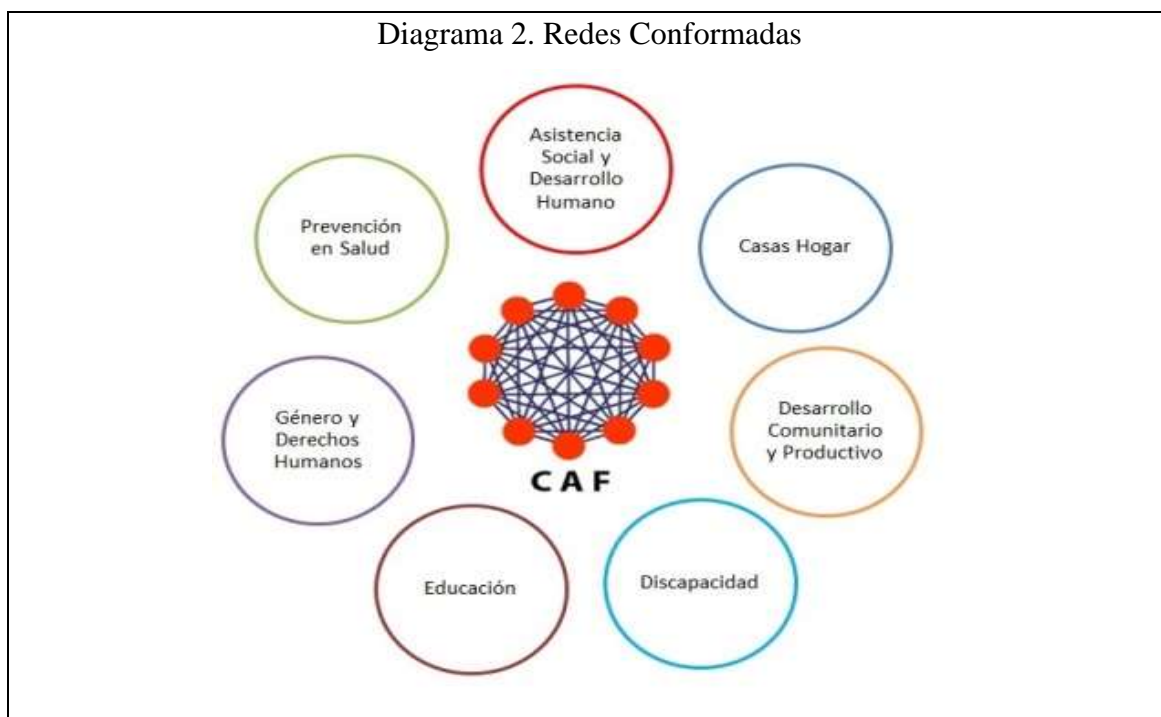 Diagrama 2. Redes Conformadas
Asistencia
Social y
Desarrollo
Humano
Casas Hogar
Desarrollo
Comunitario
y Productivo
Discapacidad
Educación
Género y
Derechos
Humanos
Prevención
en Salud
CAF